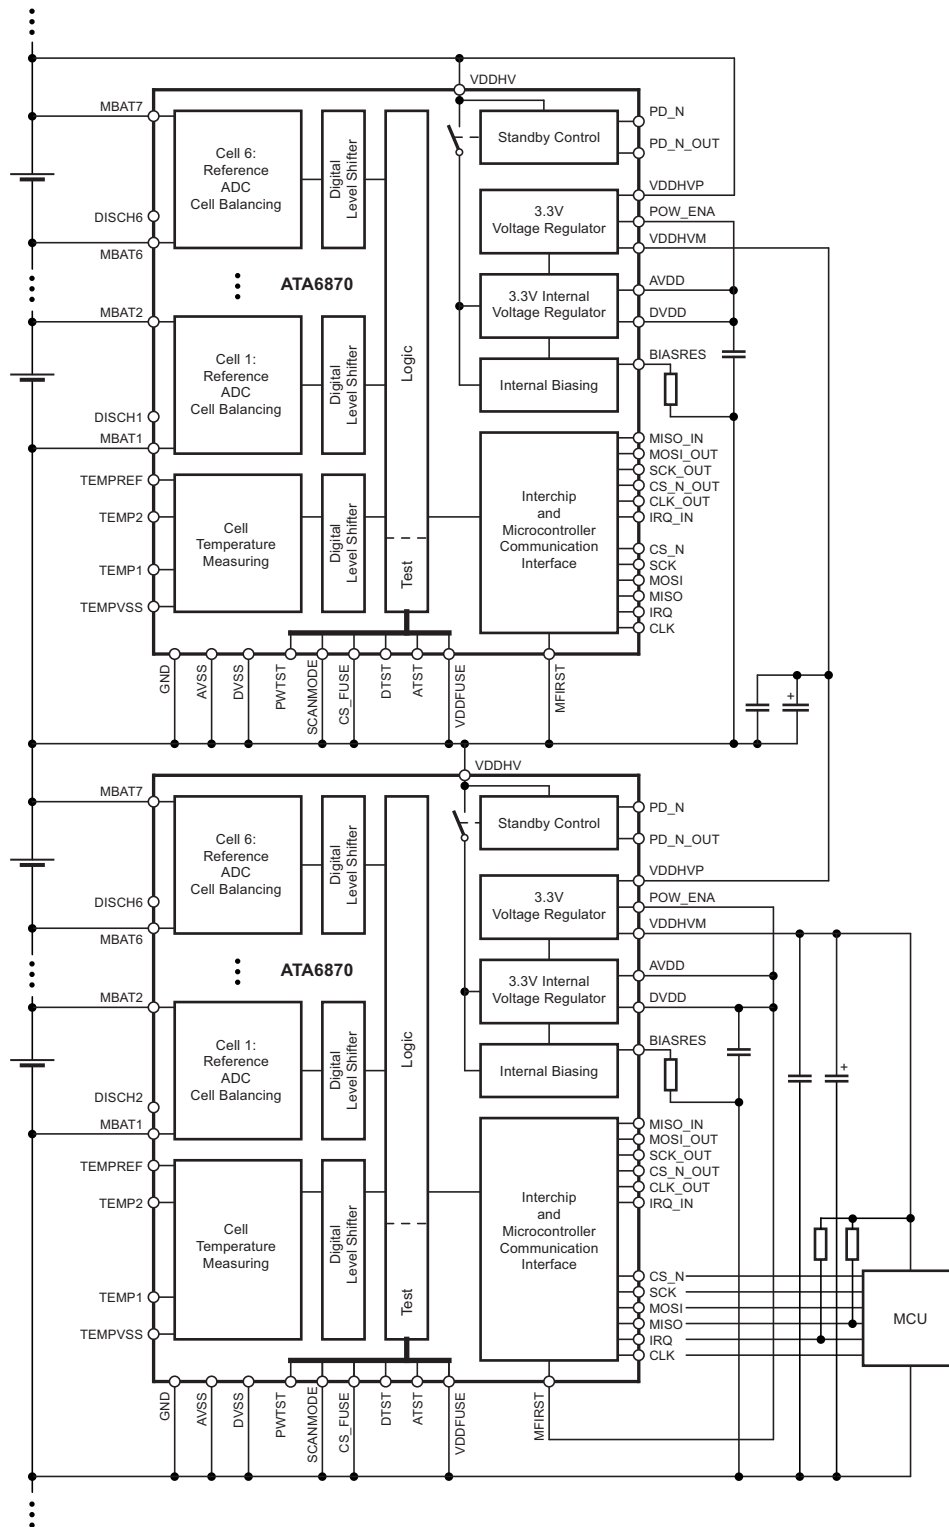 VDDHV
MBAT7
PD_N
Cell 6:
Reference
ADC
Cell Balancing
Digital
Level Shifter
Standby Control
PD_N_OUT
VDDHVP
DISCH6
3.3V
Voltage Regulator
POW_ENA
MBAT6
VDDHVM
ATA6870
AVDD
3.3V Internal
Voltage Regulator
MBAT2
DVDD
Cell 1:
Reference
ADC
Cell Balancing
Digital
Level Shifter
Logic
BIASRES
Internal Biasing
DISCH1
MBAT1
MISO_IN
MOSI_OUT
SCK_OUT
CS_N_OUT
CLK_OUT
IRQ_IN
TEMPREF
TEMP2
Cell
Temperature
Measuring
Digital
Level Shifter
Interchip
and
Microcontroller
Communication
Interface
CS_N
SCK
MOSI
MISO
IRQ
CLK
TEMP1
Test
TEMPVSS
GND
AVSS
DVSS
PWTST
SCANMODE
CS_FUSE
DTST
ATST
VDDFUSE
MFIRST
+
VDDHV
MBAT7
PD_N
Cell 6:
Reference
ADC
Cell Balancing
Digital
Level Shifter
Standby Control
PD_N_OUT
VDDHVP
DISCH6
3.3V
Voltage Regulator
POW_ENA
MBAT6
VDDHVM
ATA6870
AVDD
3.3V Internal
Voltage Regulator
MBAT2
DVDD
Cell 1:
Reference
ADC
Cell Balancing
Digital
Level Shifter
Logic
BIASRES
Internal Biasing
+
DISCH2
MBAT1
MISO_IN
MOSI_OUT
SCK_OUT
CS_N_OUT
CLK_OUT
IRQ_IN
TEMPREF
TEMP2
Cell
Temperature
Measuring
Digital
Level Shifter
Interchip
and
Microcontroller
Communication
Interface
CS_N
SCK
MOSI
MISO
IRQ
CLK
MCU
TEMP1
Test
TEMPVSS
GND
AVSS
DVSS
PWTST
SCANMODE
CS_FUSE
DTST
ATST
VDDFUSE
MFIRST